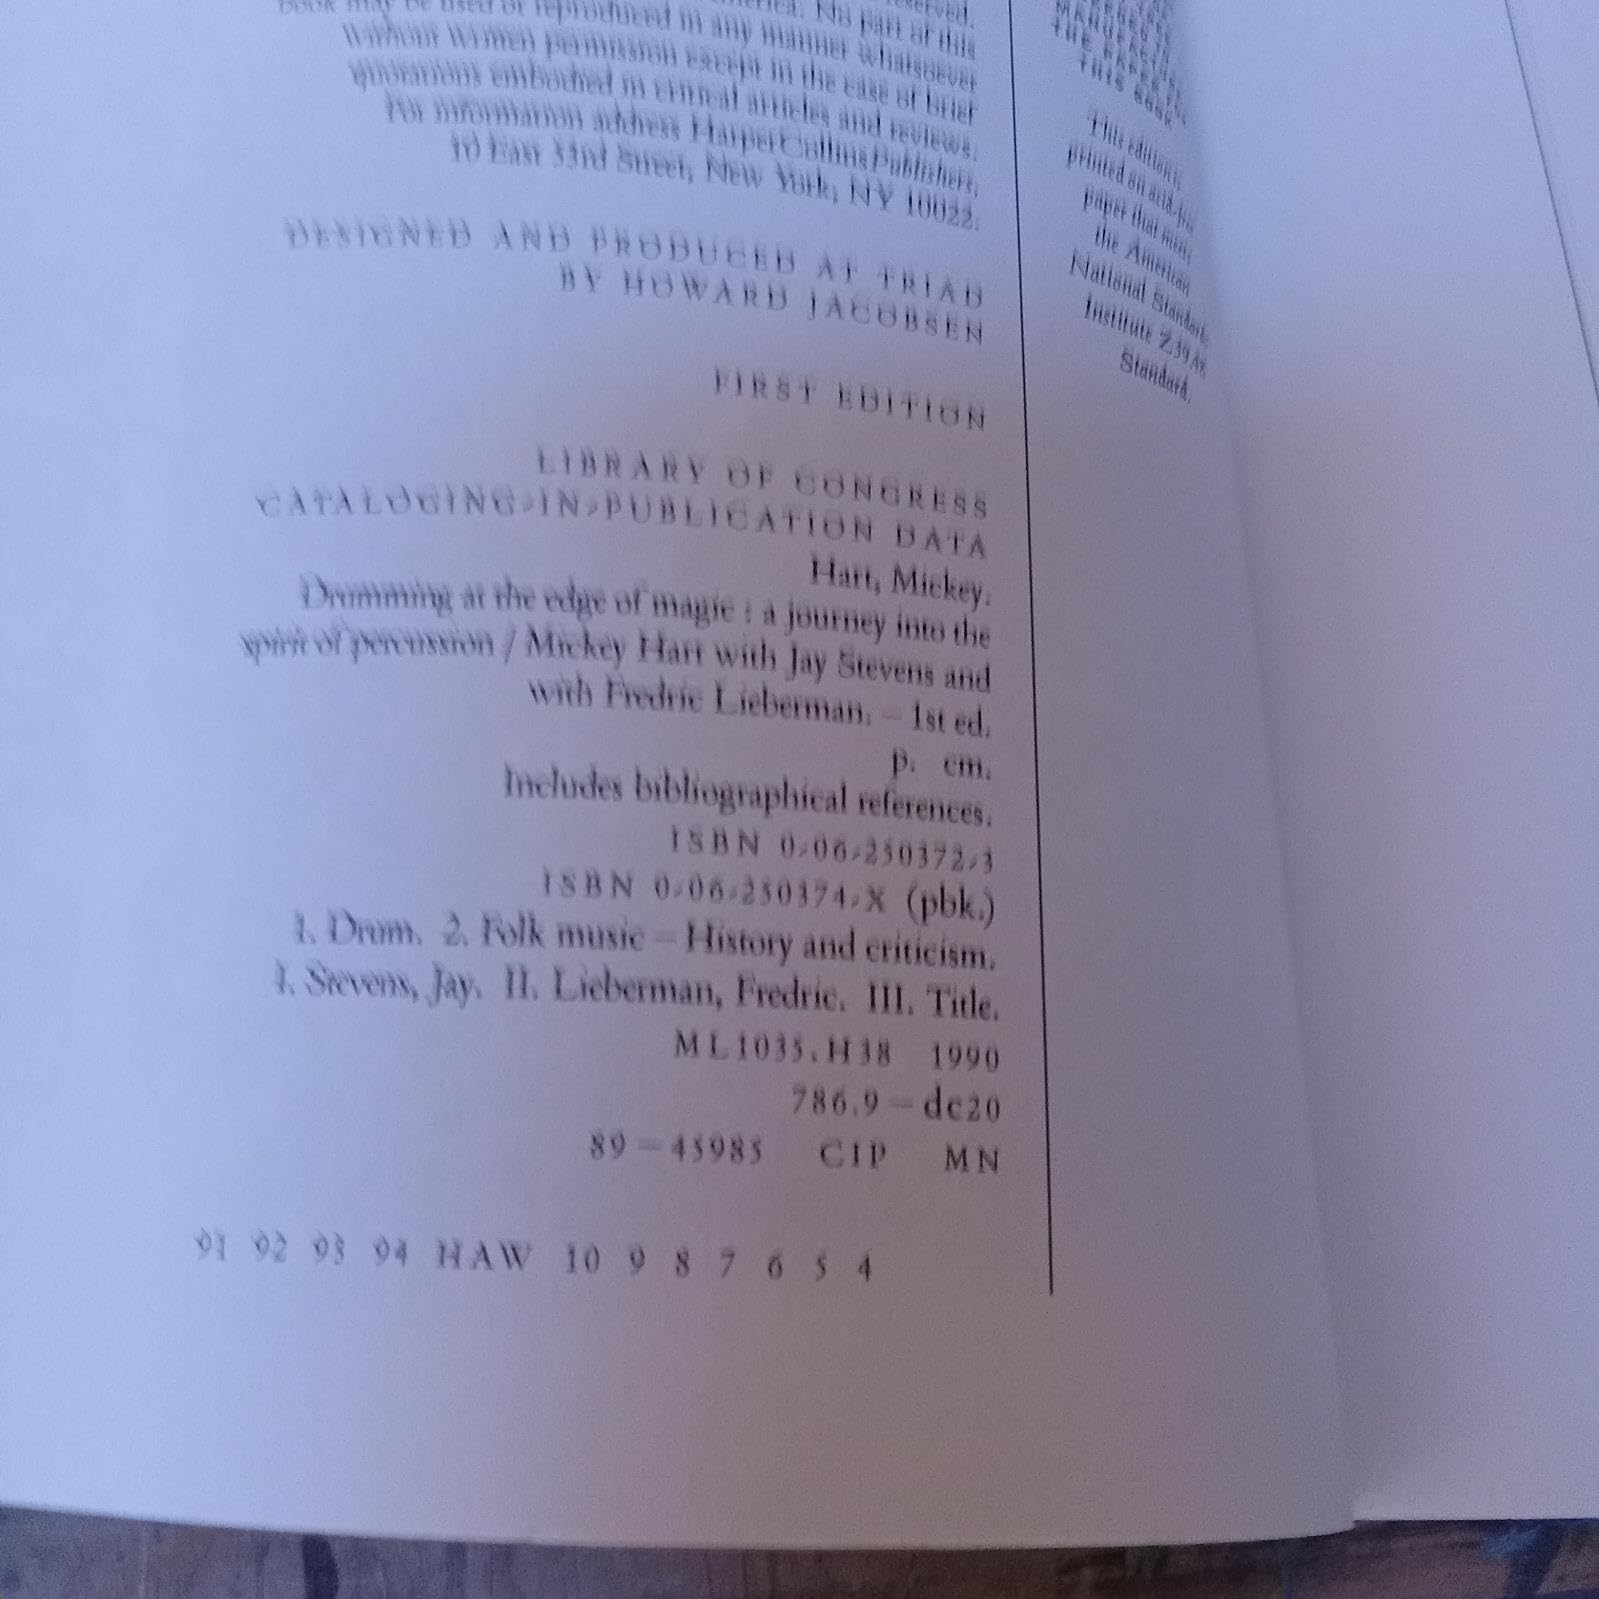 served.
book may be used or reproduced in any manner whatsoever
without written permission except in the case of brief
quotations embodied in critical articles and reviews.
For information address HarperCollins Publishers,
10 East 53rd Street, New York, NY 10022.
DESIGNED AND PRODUCED AT TRIAD
BY HOWARD JACOBSEN
FIRST EDITION
LIBRARY OF CONGRESS
CATALOGING-IN-PUBLICATION DATA
Hart, Mickey.
Drumming at the edge of magic : a journey into the
spirit of percussion / Mickey Hart with Jay Stevens and
with Fredric Lieberman. – 1st ed.
p. cm.
Includes bibliographical references.
ISBN 0-06-250372-3
ISBN 0-06-250374-X (pbk.)
1. Drum. 2. Folk music – History and criticism.
I. Stevens, Jay. II. Lieberman, Fredric. III. Title.
ML1035.H38 1990
786.9 – dc20
89 – 45985 CIP MN
91 92 93 94 HAW 10 9 8 7 6 5 4
THE PAPER
THIS BOOK
This edition is
printed on acid-free
paper that meets
the American
National Standards
Institute Z39.48
Standard.